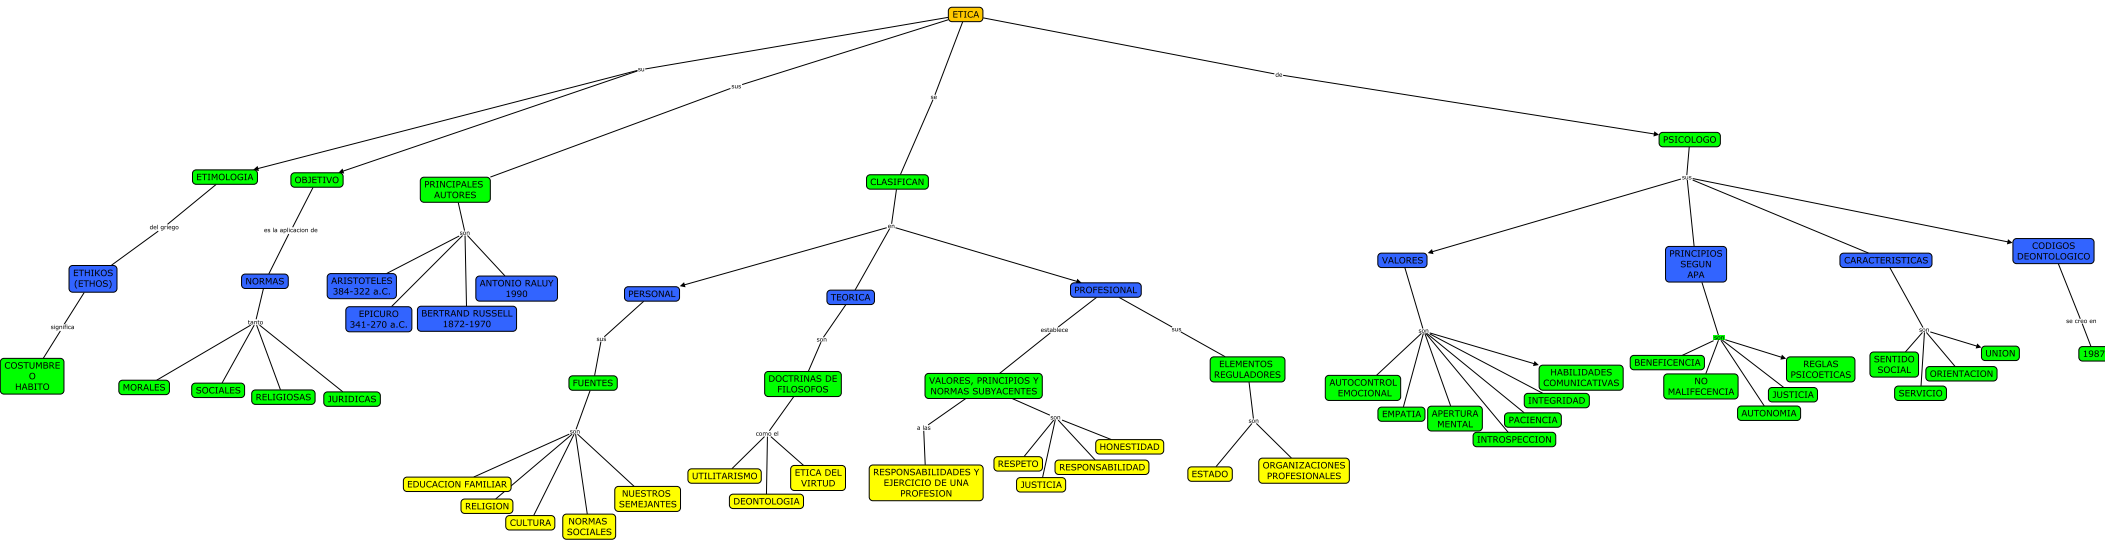 ETICA
su
sus
se
de
PSICOLOGO
ETIMOLOGIA
OBJETIVO
PRINCIPALES
AUTORES
CLASIFICAN
sus
del griego
es la aplicacion de
son
en
ETHIKOS
(ETHOS)
NORMAS
ARISTOTELES
384-322 a.C.
ANTONIO RALUY
1990
EPICURO
341-270 a.C.
BERTRAND RUSSELL
1872-1970
PERSONAL
TEORICA
PROFESIONAL
VALORES
PRINCIPIOS
SEGUN
APA
CARACTERISTICAS
CODIGOS
DEONTOLOGICO
significa
tanto
sus
son
establece
sus
son
son
son
se creo en
COSTUMBRE
O
HABITO
MORALES
SOCIALES
RELIGIOSAS
JURIDICAS
FUENTES
DOCTRINAS DE
FILOSOFOS
VALORES, PRINCIPIOS Y
NORMAS SUBYACENTES
ELEMENTOS
REGULADORES
AUTOCONTROL
EMOCIONAL
EMPATIA
APERTURA
MENTAL
INTROSPECCION
PACIENCIA
INTEGRIDAD
HABILIDADES
COMUNICATIVAS
BENEFICENCIA
NO
MALIFECENCIA
AUTONOMIA
JUSTICIA
REGLAS
PSICOETICAS
SENTIDO
SOCIAL
SERVICIO
ORIENTACION
UNION
1987
son
como el
a las
son
son
EDUCACION FAMILIAR
RELIGION
CULTURA
NORMAS
SOCIALES
NUESTROS
SEMEJANTES
UTILITARISMO
DEONTOLOGIA
ETICA DEL
VIRTUD
RESPONSABILIDADES Y
EJERCICIO DE UNA
PROFESION
RESPETO
JUSTICIA
RESPONSABILIDAD
HONESTIDAD
ESTADO
ORGANIZACIONES
PROFESIONALES